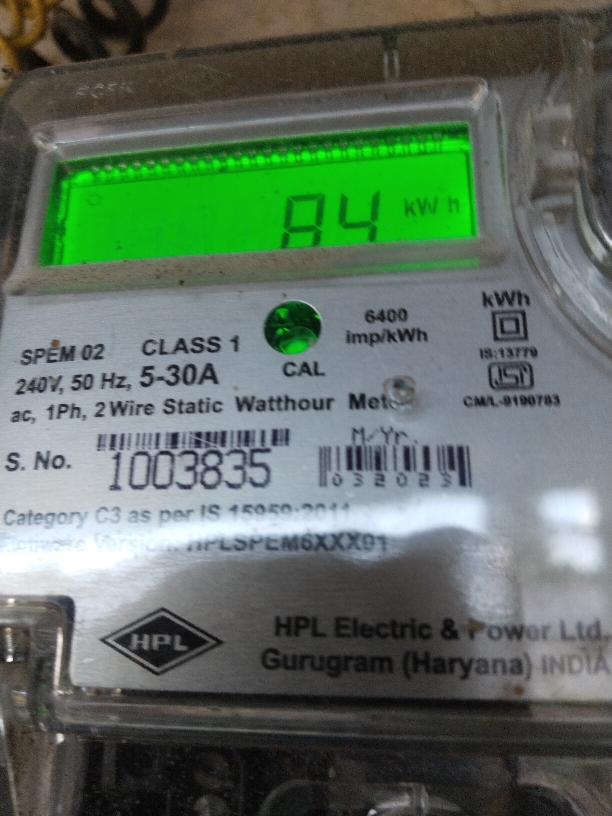 84 kWh
6400
imp/kWh
kWh
SPEM 02 CLASS 1
CAL
IS:13779
240V, 50 Hz, 5-30A
ac, 1Ph, 2 Wire Static Watthour Meter
CM/L-9190783
M/Yr.
S. No. 1003835
032023
Category C3 as per IS 15959:2011
Version: HPLSPEM6XXX01
HPL
HPL Electric & Power Ltd.
Gurugram (Haryana) INDIA